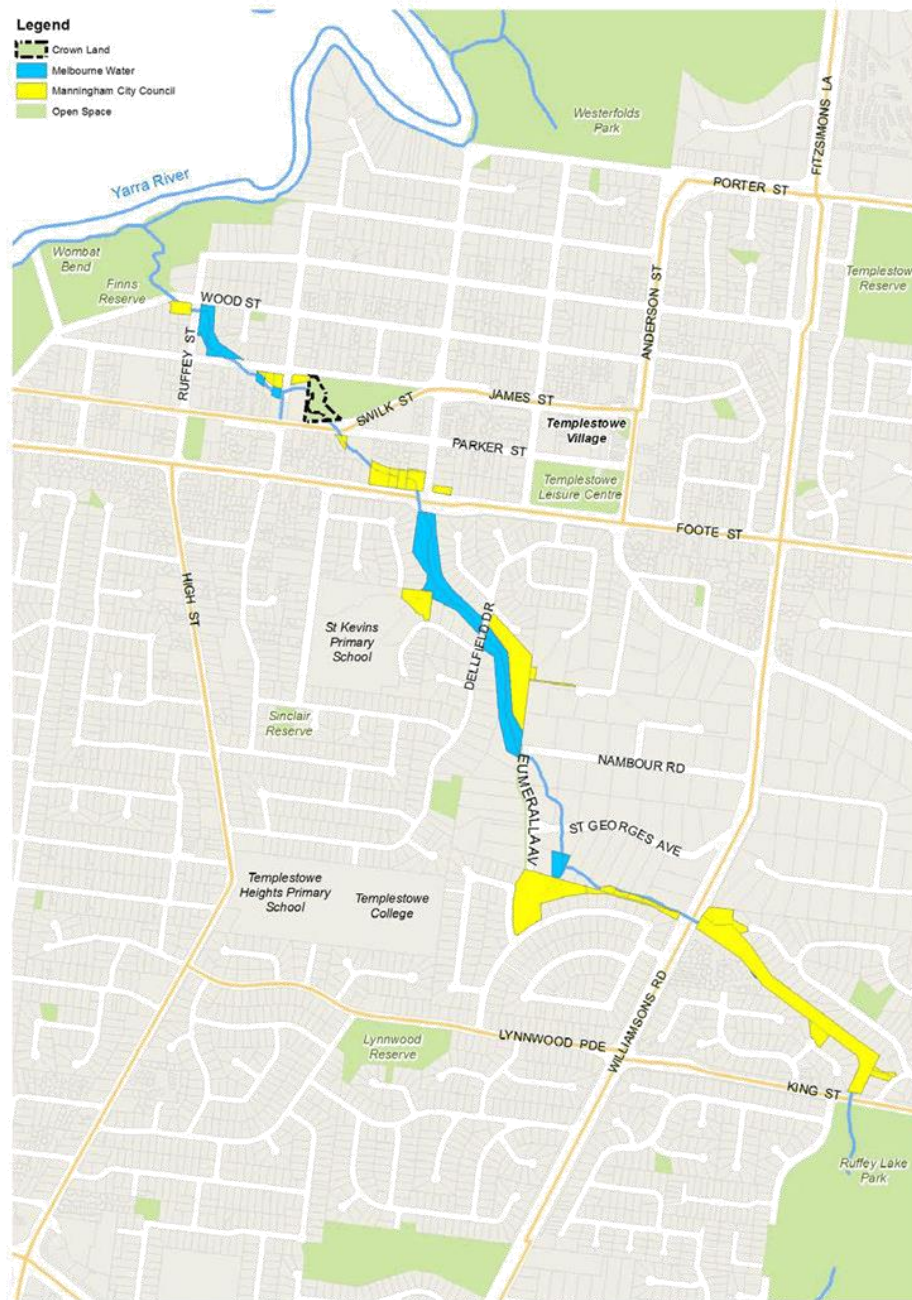 Legend
Crown Land
Melbourne Water
Manningham City Council
Open Space
Westerfolds
Park
FITZSIMONS LA
Yarra River
PORTER ST
Wombat
Bend
Finns
Reserve
WOOD ST
ANDERSON ST
Templestowe
Reserve
RUFFEY ST
SWILK ST
JAMES ST
Templestowe
Village
PARKER ST
Templestowe
Leisure Centre
FOOTE ST
HIGH ST
St Kevins
Primary
School
DELLFIELD DR
Sinclair
Reserve
NAMBOUR RD
EUMERALLA AV
ST GEORGES AVE
Templestowe
Heights Primary
School
Templestowe
College
WILLIAMSONS RD
Lynnwood
Reserve
LYNNWOOD PDE
KING ST
Ruffey Lake
Park